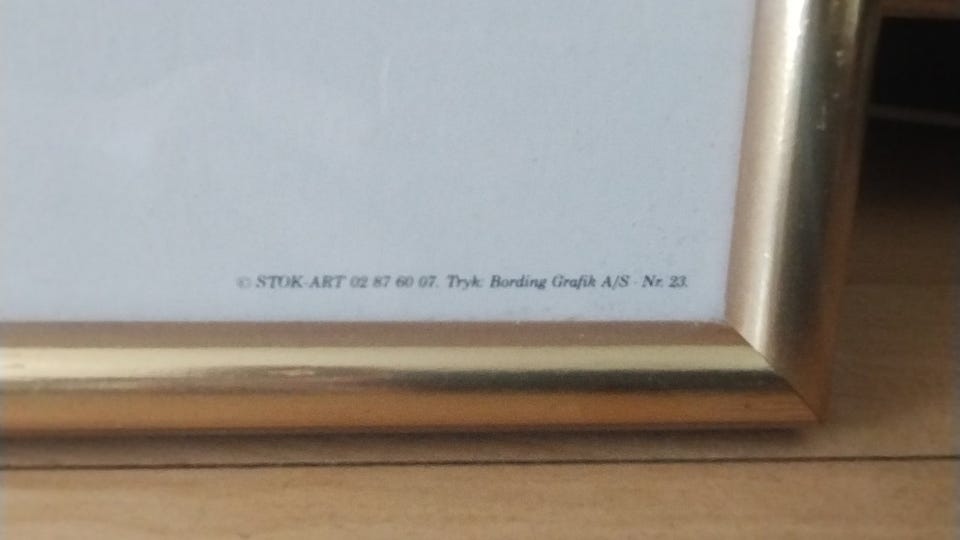 © STOK-ART 02 87 60 07. Tryk: Bording Grafik A/S - Nr. 23.